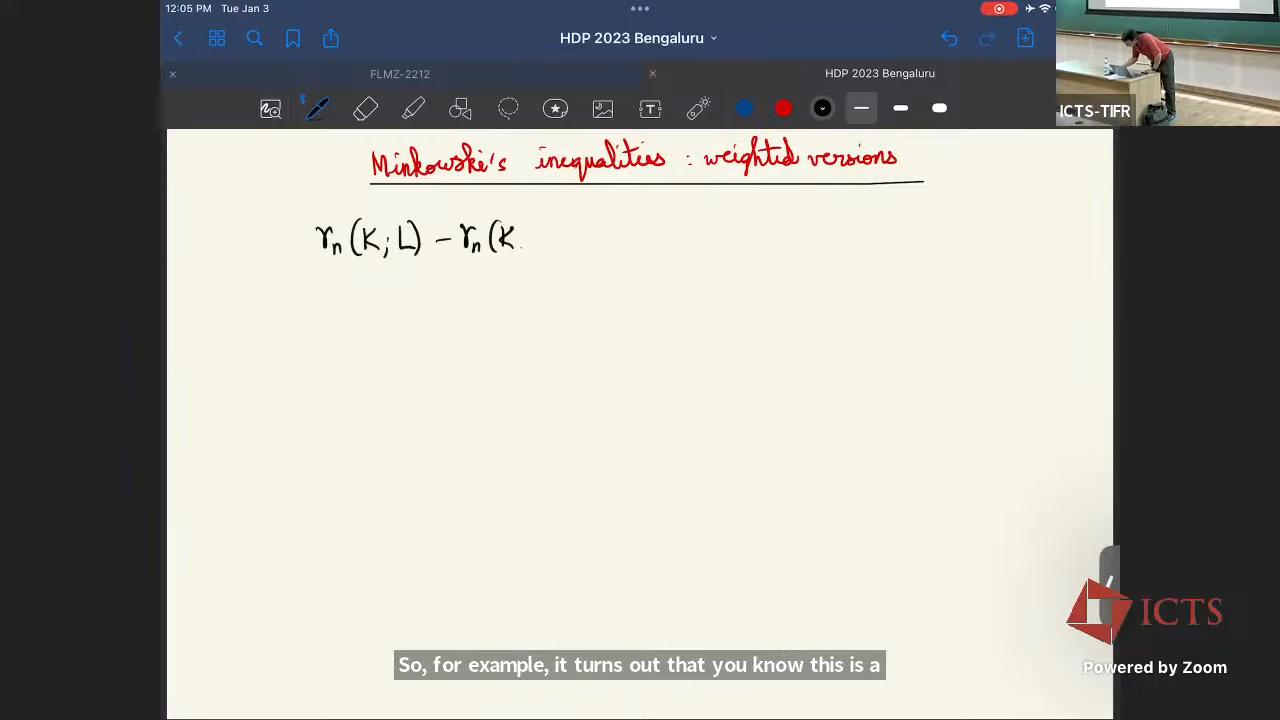 12:05 PM Tue Jan 3
HDP 2023 Bengaluru
FLMZ-2212
HDP 2023 Bengaluru
ICTS-TIFR
Minkowski's inequalities : weighted versions
γn(K; L) − γn(K
ICTS
So, for example, it turns out that you know this is a
Powered by Zoom